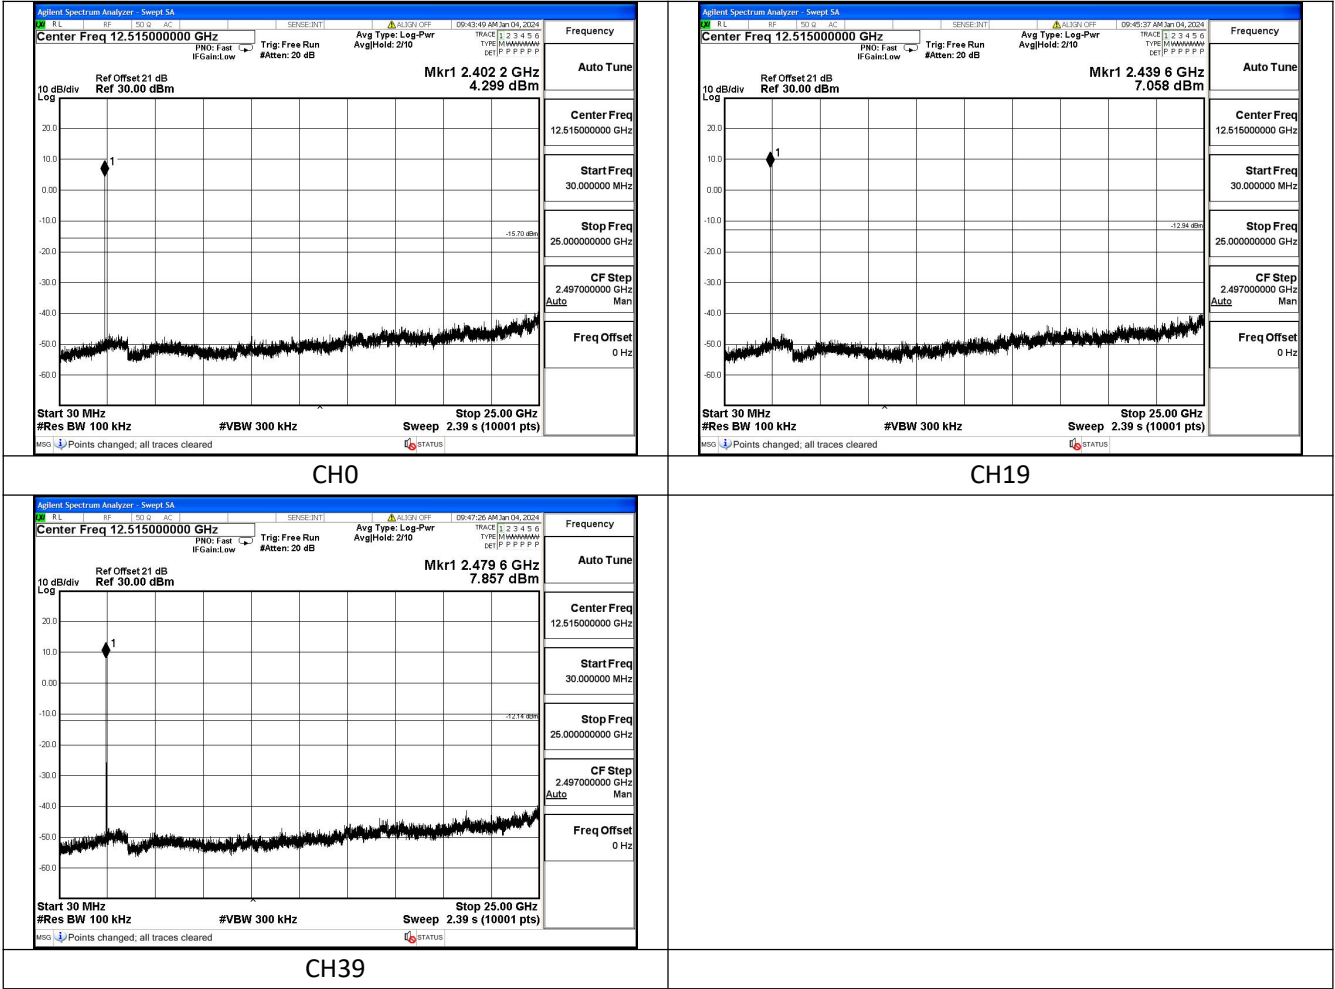 Agilent Spectrum Analyzer - Swept SA
RL RF 50 Ω AC SENSE:INT ALIGN OFF 09:43:49 AM Jan 04, 2024
Center Freq 12.515000000 GHz
PNO: Fast
IFGain:Low
Trig: Free Run
#Atten: 20 dB
Avg Type: Log-Pwr
Avg|Hold: 2/10
TRACE 1 2 3 4 5 6
TYPE MWWWWW
DET P P P P P P
Mkr1 2.402 2 GHz
4.299 dBm
Ref Offset 21 dB
10 dB/div Ref 30.00 dBm
Log
20.0
10.0
0.00
-10.0
-20.0
-30.0
-40.0
-50.0
-60.0
1
-15.70 dBm
Start 30 MHz Stop 25.00 GHz
#Res BW 100 kHz #VBW 300 kHz Sweep 2.39 s (10001 pts)
MSG Points changed; all traces cleared STATUS
Frequency
Auto Tune
Center Freq
12.515000000 GHz
Start Freq
30.000000 MHz
Stop Freq
25.000000000 GHz
CF Step
2.497000000 GHz
Auto Man
Freq Offset
0 Hz
CH0
Agilent Spectrum Analyzer - Swept SA
RL RF 50 Ω AC SENSE:INT ALIGN OFF 09:45:37 AM Jan 04, 2024
Center Freq 12.515000000 GHz
PNO: Fast
IFGain:Low
Trig: Free Run
#Atten: 20 dB
Avg Type: Log-Pwr
Avg|Hold: 2/10
TRACE 1 2 3 4 5 6
TYPE MWWWWW
DET P P P P P P
Mkr1 2.439 6 GHz
7.058 dBm
Ref Offset 21 dB
10 dB/div Ref 30.00 dBm
Log
20.0
10.0
0.00
-10.0
-20.0
-30.0
-40.0
-50.0
-60.0
1
-12.94 dBm
Start 30 MHz Stop 25.00 GHz
#Res BW 100 kHz #VBW 300 kHz Sweep 2.39 s (10001 pts)
MSG Points changed; all traces cleared STATUS
Frequency
Auto Tune
Center Freq
12.515000000 GHz
Start Freq
30.000000 MHz
Stop Freq
25.000000000 GHz
CF Step
2.497000000 GHz
Auto Man
Freq Offset
0 Hz
CH19
Agilent Spectrum Analyzer - Swept SA
RL RF 50 Ω AC SENSE:INT ALIGN OFF 09:47:26 AM Jan 04, 2024
Center Freq 12.515000000 GHz
PNO: Fast
IFGain:Low
Trig: Free Run
#Atten: 20 dB
Avg Type: Log-Pwr
Avg|Hold: 2/10
TRACE 1 2 3 4 5 6
TYPE MWWWWW
DET P P P P P P
Mkr1 2.479 6 GHz
7.857 dBm
Ref Offset 21 dB
10 dB/div Ref 30.00 dBm
Log
20.0
10.0
0.00
-10.0
-20.0
-30.0
-40.0
-50.0
-60.0
1
-12.14 dBm
Start 30 MHz Stop 25.00 GHz
#Res BW 100 kHz #VBW 300 kHz Sweep 2.39 s (10001 pts)
MSG Points changed; all traces cleared STATUS
Frequency
Auto Tune
Center Freq
12.515000000 GHz
Start Freq
30.000000 MHz
Stop Freq
25.000000000 GHz
CF Step
2.497000000 GHz
Auto Man
Freq Offset
0 Hz
CH39